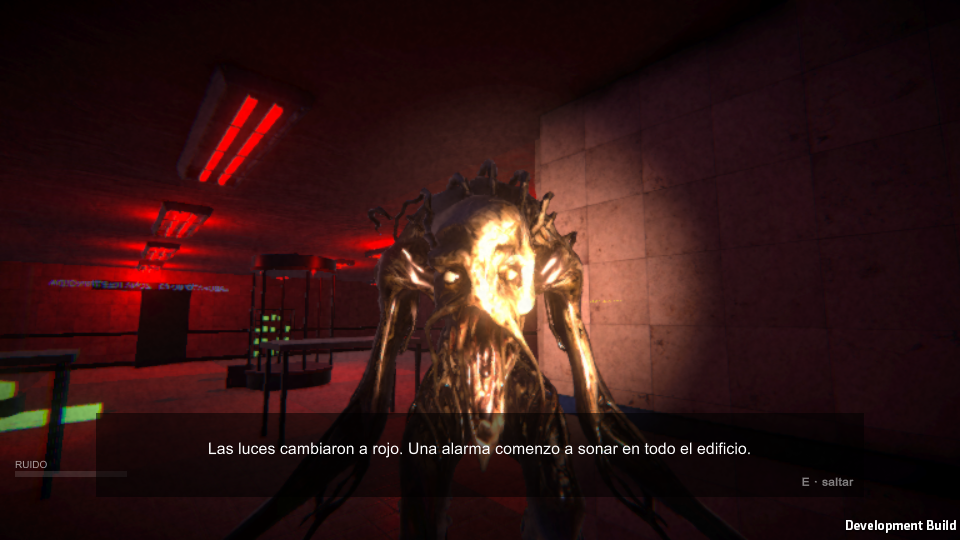 Las luces cambiaron a rojo. Una alarma comenzo a sonar en todo el edificio.
RUIDO
E · saltar
Development Build